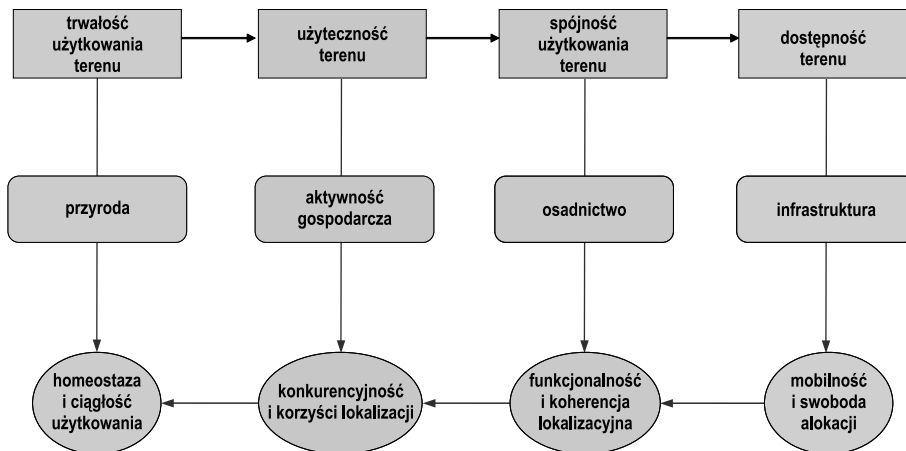 trwałość
użytkowania
terenu
użyteczność
terenu
spójność
użytkowania
terenu
dostępność
terenu
przyroda
aktywność
gospodarcza
osadnictwo
infrastruktura
homeostaza
i ciągłość
użytkowania
konkurencyjność
i korzyści lokalizacji
funkcjonalność
i koherencja
lokalizacyjna
mobilność
i swoboda
alokacji